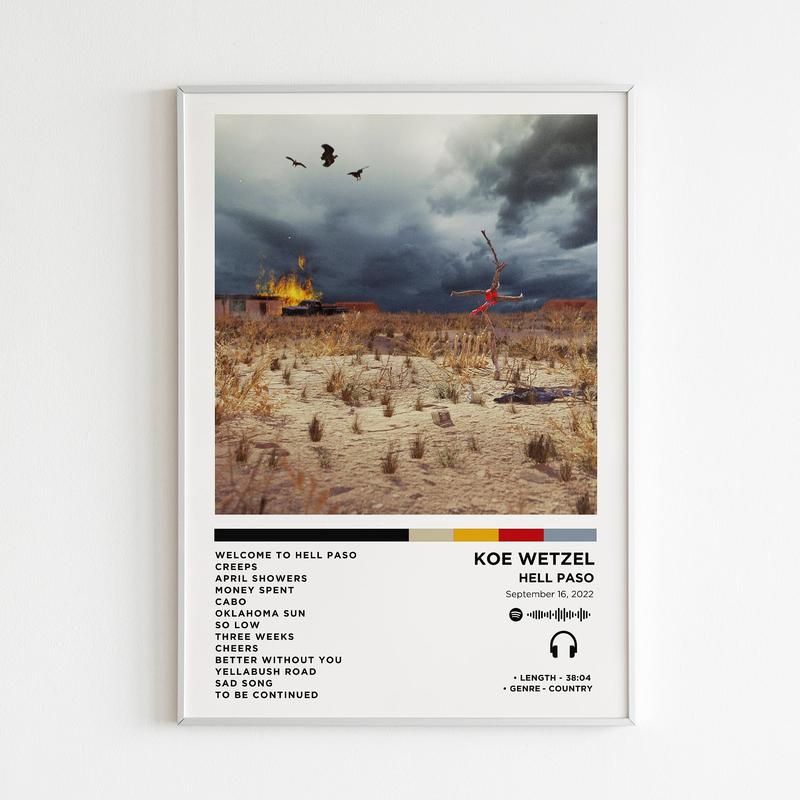 WELCOME TO HELL PASO
CREEPS
APRIL SHOWERS
MONEY SPENT
CABO
OKLAHOMA SUN
SO LOW
THREE WEEKS
CHEERS
BETTER WITHOUT YOU
YELLABUSH ROAD
SAD SONG
TO BE CONTINUED
KOE WETZEL
HELL PASO
September 16, 2022
• LENGTH - 38:04
• GENRE - COUNTRY